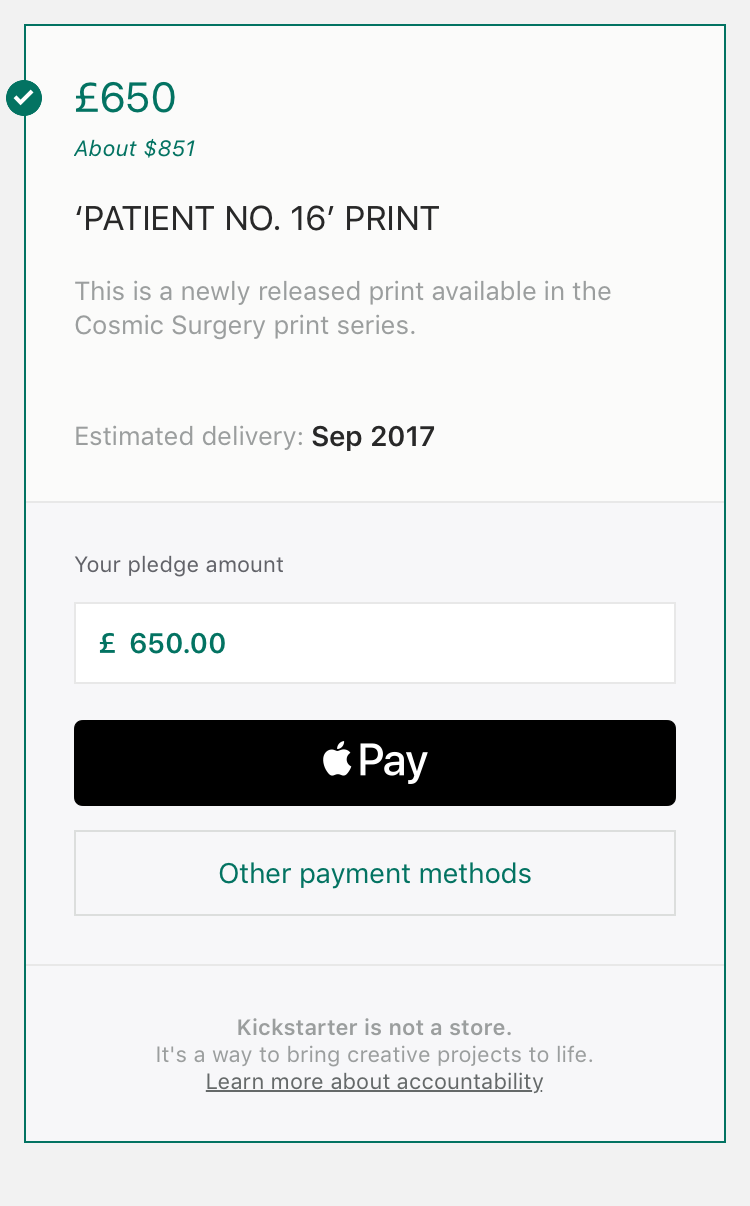 £650
About $851
‘PATIENT NO. 16’ PRINT
This is a newly released print available in the
Cosmic Surgery print series.
Estimated delivery: Sep 2017
Your pledge amount
£ 650.00
Pay
Other payment methods
Kickstarter is not a store.
It's a way to bring creative projects to life.
Learn more about accountability